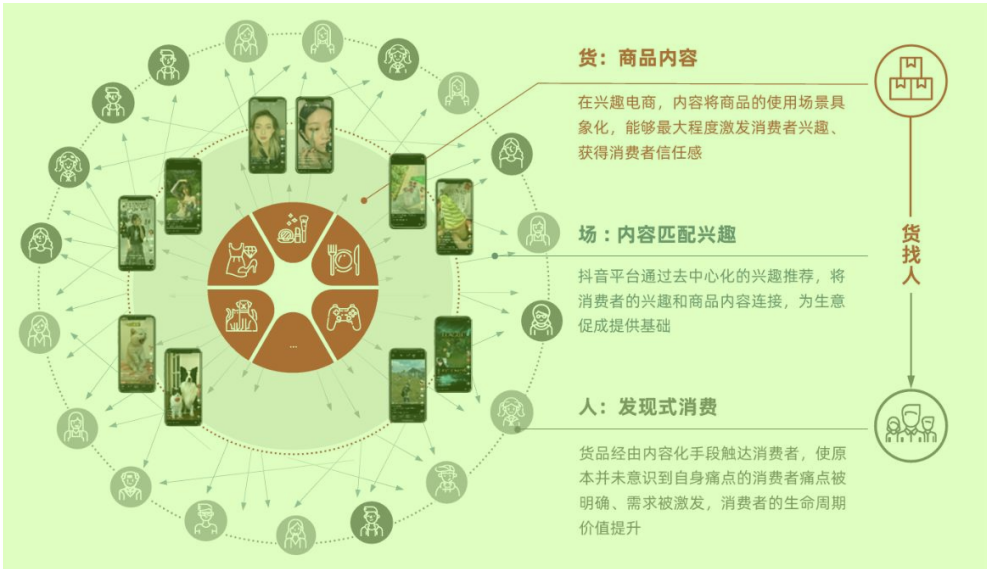 货：商品内容
在兴趣电商，内容将商品的使用场景具
象化，能够最大程度激发消费者兴趣、
获得消费者信任感
场：内容匹配兴趣
抖音平台通过去中心化的兴趣推荐，将
消费者的兴趣和商品内容连接，为生意
促成提供基础
人：发现式消费
货品经由内容化手段触达消费者，使原
本并未意识到自身痛点的消费者痛点被
明确、需求被激发，消费者的生命周期
价值提升
货找人
...